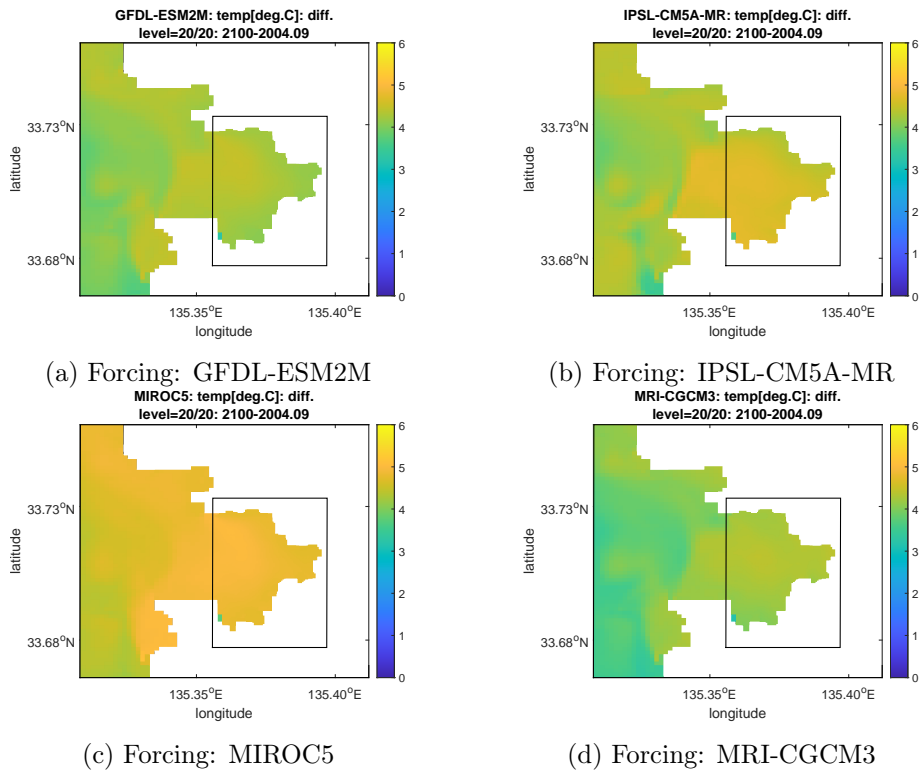 GFDL-ESM2M: temp[deg.C]: diff.
level=20/20: 2100-2004.09
33.73°N
33.68°N
latitude
135.35°E 135.40°E
longitude
6
5
4
3
2
1
0
(a) Forcing: GFDL-ESM2M
IPSL-CM5A-MR: temp[deg.C]: diff.
level=20/20: 2100-2004.09
33.73°N
33.68°N
latitude
135.35°E 135.40°E
longitude
6
5
4
3
2
1
0
(b) Forcing: IPSL-CM5A-MR
MIROC5: temp[deg.C]: diff.
level=20/20: 2100-2004.09
33.73°N
33.68°N
latitude
135.35°E 135.40°E
longitude
6
5
4
3
2
1
0
(c) Forcing: MIROC5
MRI-CGCM3: temp[deg.C]: diff.
level=20/20: 2100-2004.09
33.73°N
33.68°N
latitude
135.35°E 135.40°E
longitude
6
5
4
3
2
1
0
(d) Forcing: MRI-CGCM3